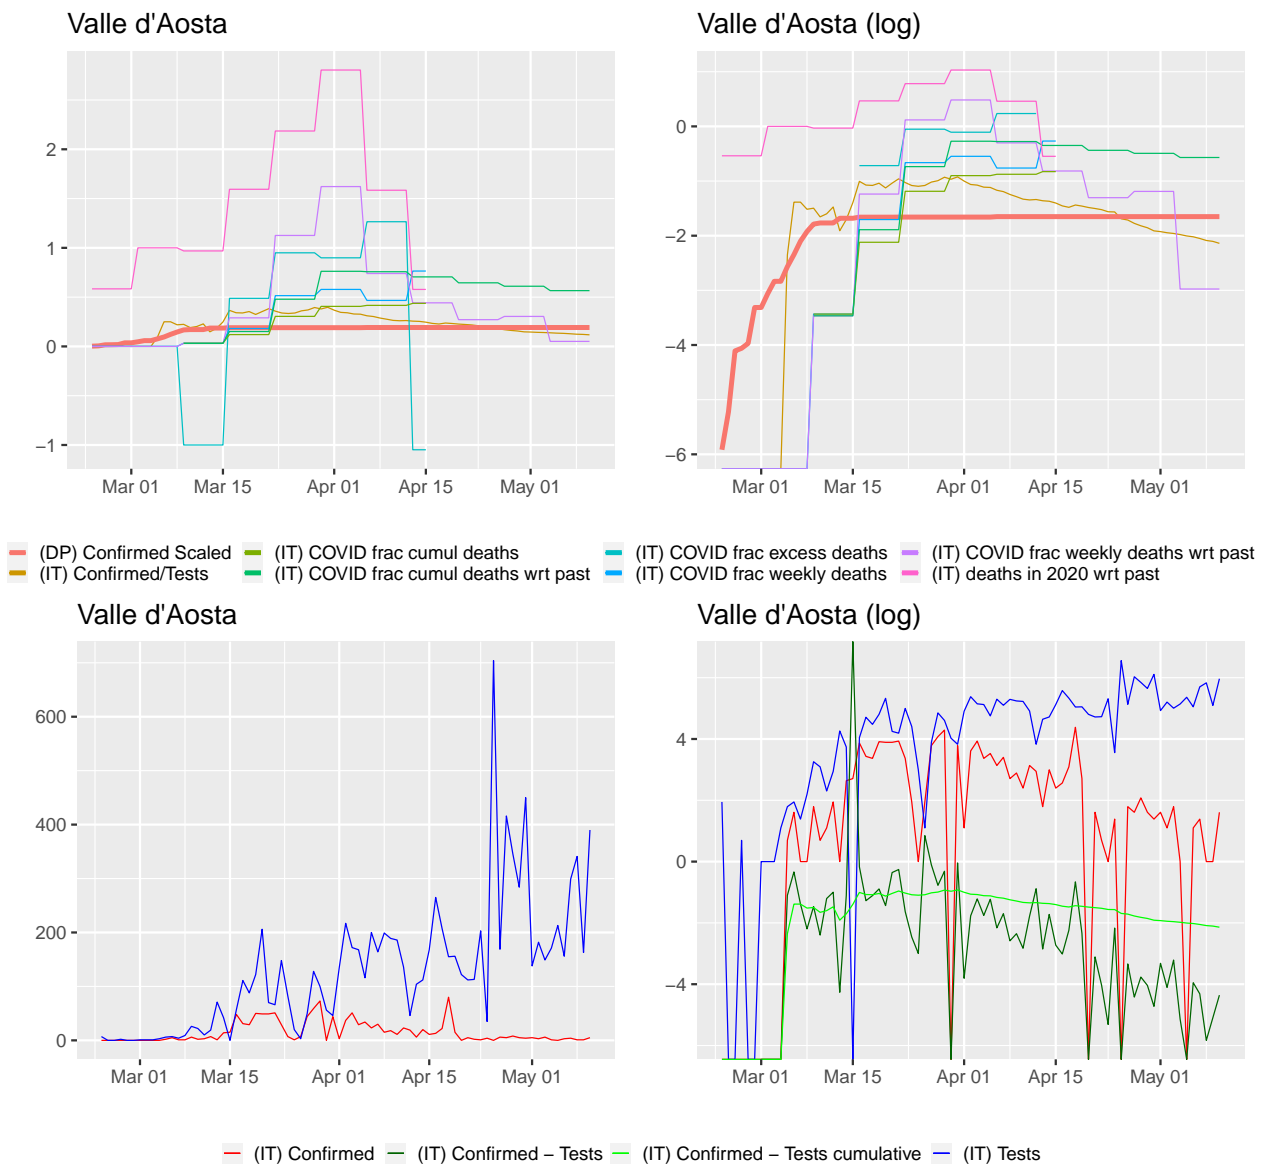 Valle d'Aosta
Valle d'Aosta (log)
2
1
0
−1
Mar 01 Mar 15 Apr 01 Apr 15 May 01
0
−2
−4
−6
Mar 01 Mar 15 Apr 01 Apr 15 May 01
(DP) Confirmed Scaled (IT) COVID frac cumul deaths (IT) COVID frac excess deaths (IT) COVID frac weekly deaths wrt past
(IT) Confirmed/Tests (IT) COVID frac cumul deaths wrt past (IT) COVID frac weekly deaths (IT) deaths in 2020 wrt past
Valle d'Aosta
Valle d'Aosta (log)
600
400
200
0
Mar 01 Mar 15 Apr 01 Apr 15 May 01
4
0
−4
Mar 01 Mar 15 Apr 01 Apr 15 May 01
(IT) Confirmed (IT) Confirmed − Tests (IT) Confirmed − Tests cumulative (IT) Tests